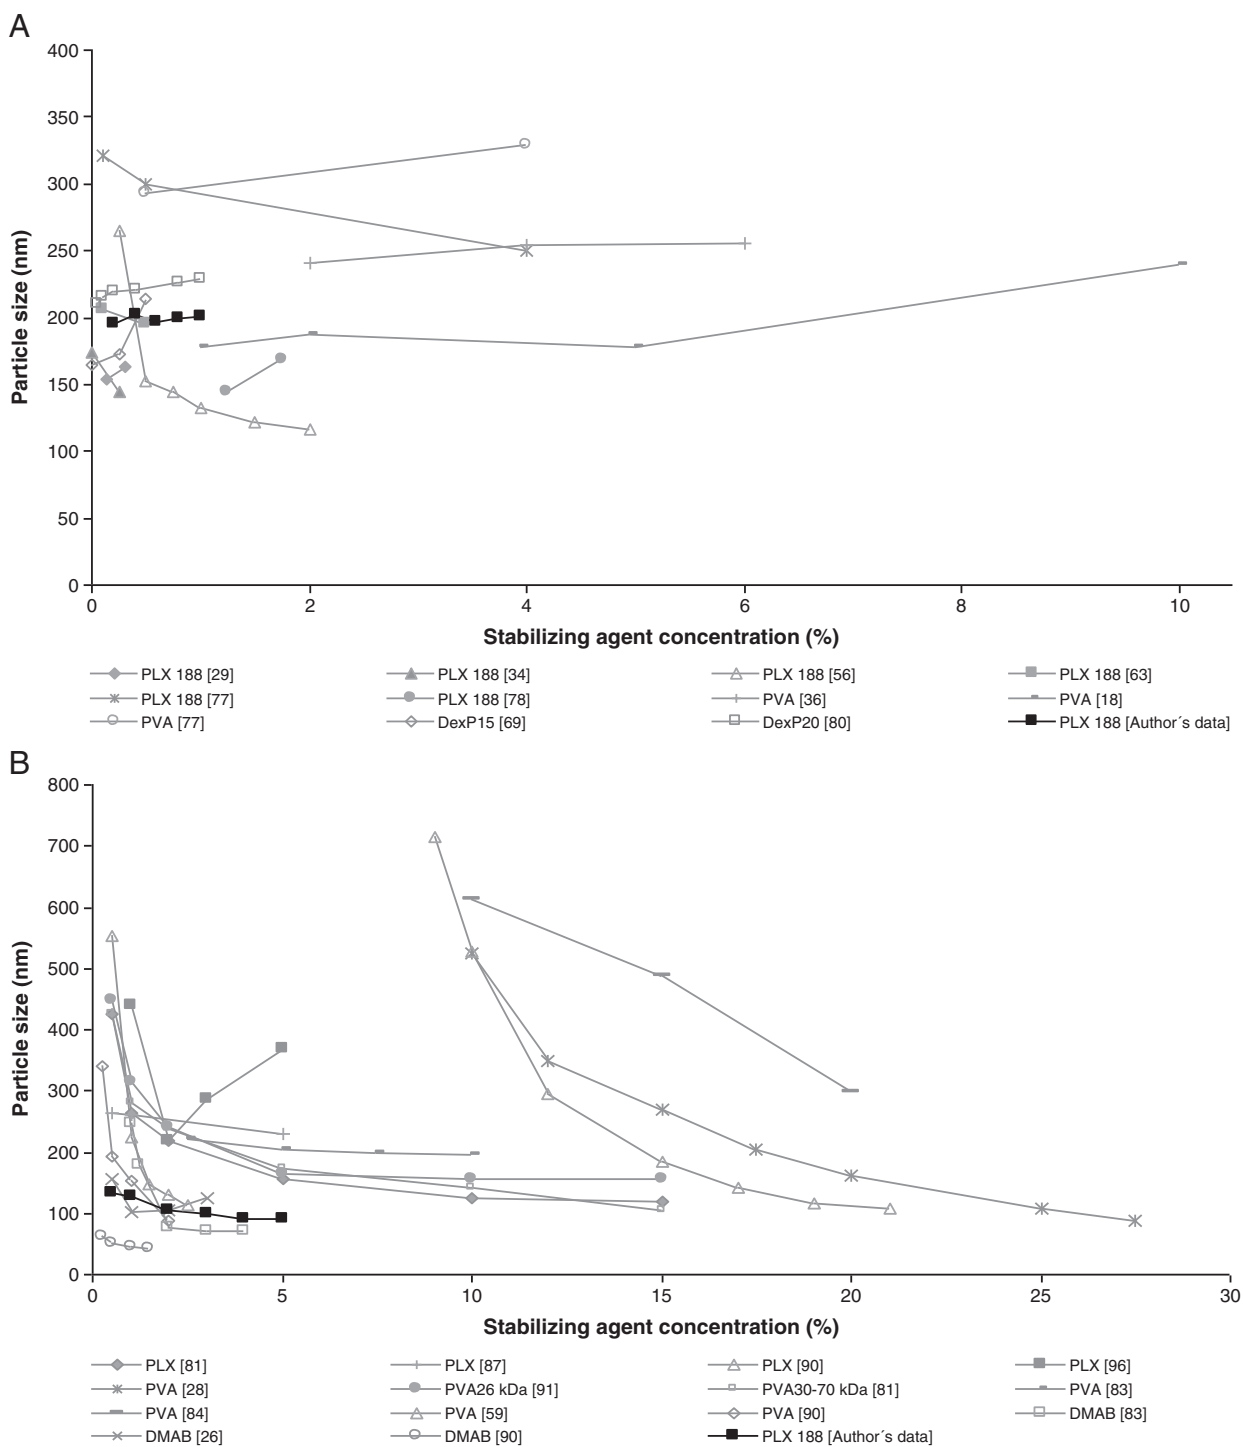 A
400
350
300
250
200
150
100
50
0
Particle size (nm)
0 2 4 6 8 10
Stabilizing agent concentration (%)
PLX 188 [29] PLX 188 [34] PLX 188 [56] PLX 188 [63]
PLX 188 [77] PLX 188 [78] PVA [36] PVA [18]
PVA [77] DexP15 [69] DexP20 [80] PLX 188 [Author´s data]
B
800
700
600
500
400
300
200
100
0
Particle size (nm)
0 5 10 15 20 25 30
Stabilizing agent concentration (%)
PLX [81] PLX [87] PLX [90] PLX [96]
PVA [28] PVA26 kDa [91] PVA30-70 kDa [81] PVA [83]
PVA [84] PVA [59] PVA [90] DMAB [83]
DMAB [26] DMAB [90] PLX 188 [Author´s data]